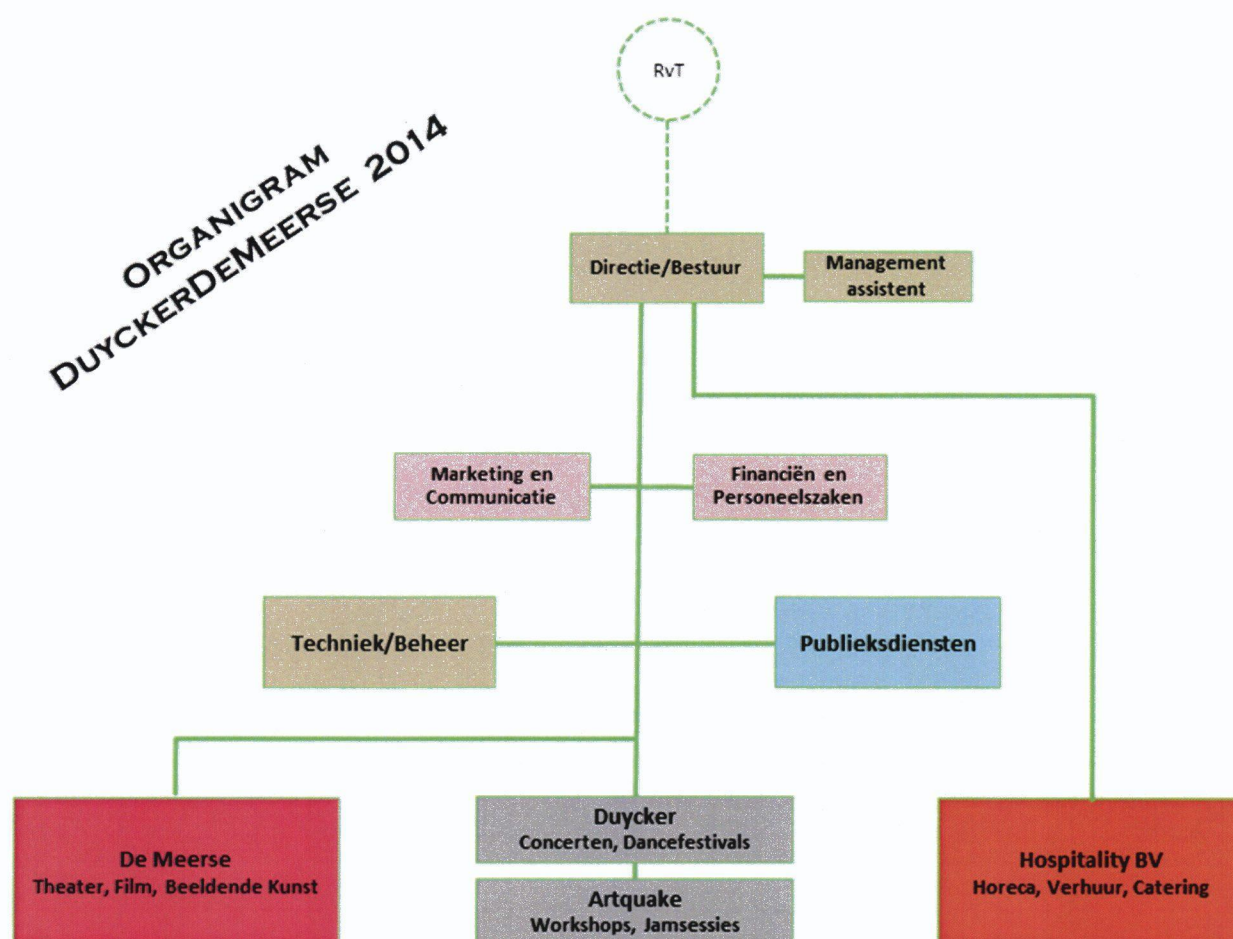 RvT
ORGANIGRAM
DUYCKERDEMEERSE 2014
Directie/Bestuur
Management
assistent
Marketing en
Communicatie
Financiën en
Personeelszaken
Techniek/Beheer
Publieksdiensten
De Meerse
Theater, Film, Beeldende Kunst
Duycker
Concerten, Dancefestivals
Artquake
Workshops, Jamsessies
Hospitality BV
Horeca, Verhuur, Catering